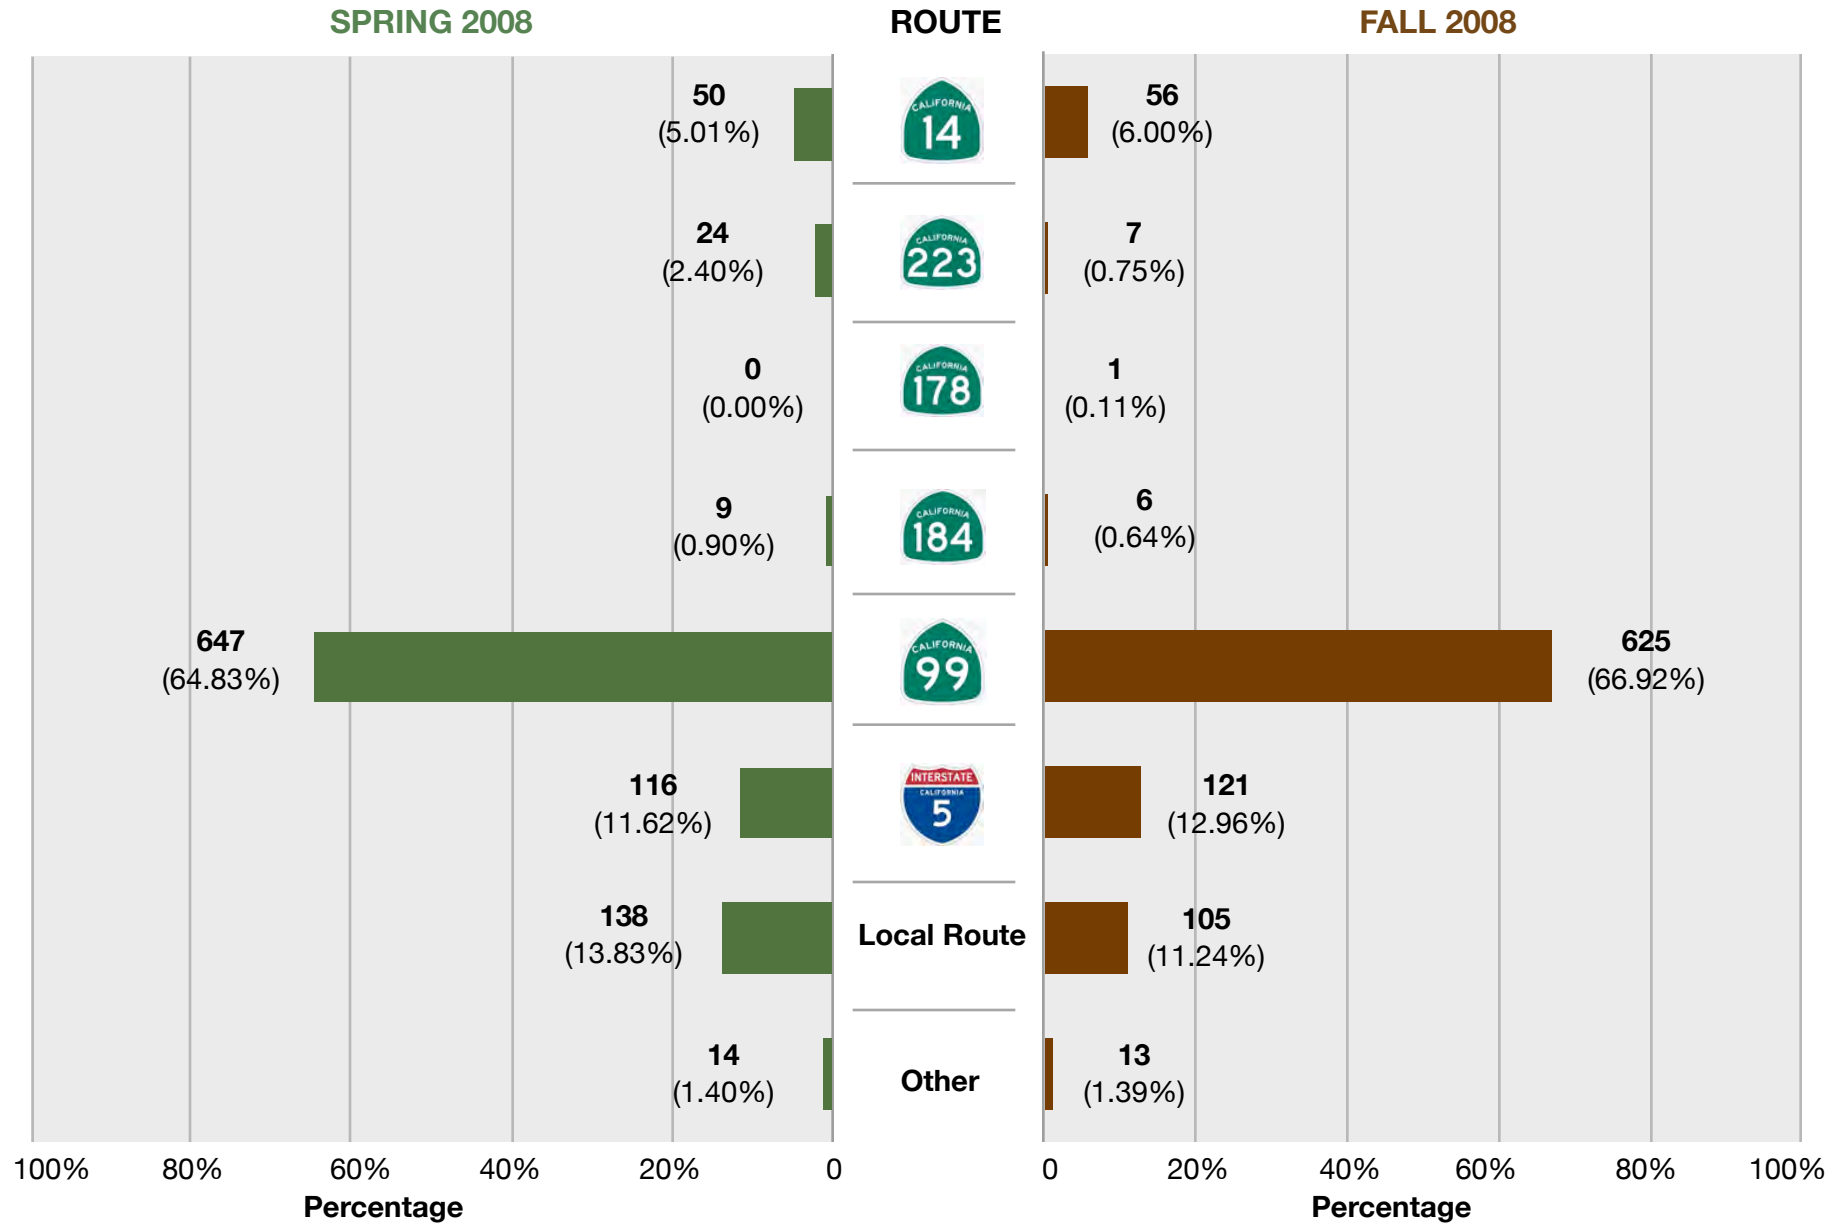 SPRING 2008 ROUTE FALL 2008
50 CALIFORNIA 56
(5.01%) 14 (6.00%)
24 CALIFORNIA 7
(2.40%) 223 (0.75%)
0 CALIFORNIA 1
(0.00%) 178 (0.11%)
9 CALIFORNIA 6
(0.90%) 184 (0.64%)
647 CALIFORNIA 625
(64.83%) 99 (66.92%)
INTERSTATE
116 CALIFORNIA 121
(11.62%) 5 (12.96%)
138 Local Route 105
(13.83%) (11.24%)
14 Other 13
(1.40%) (1.39%)
100% 80% 60% 40% 20% 0 0 20% 40% 60% 80% 100%
Percentage Percentage